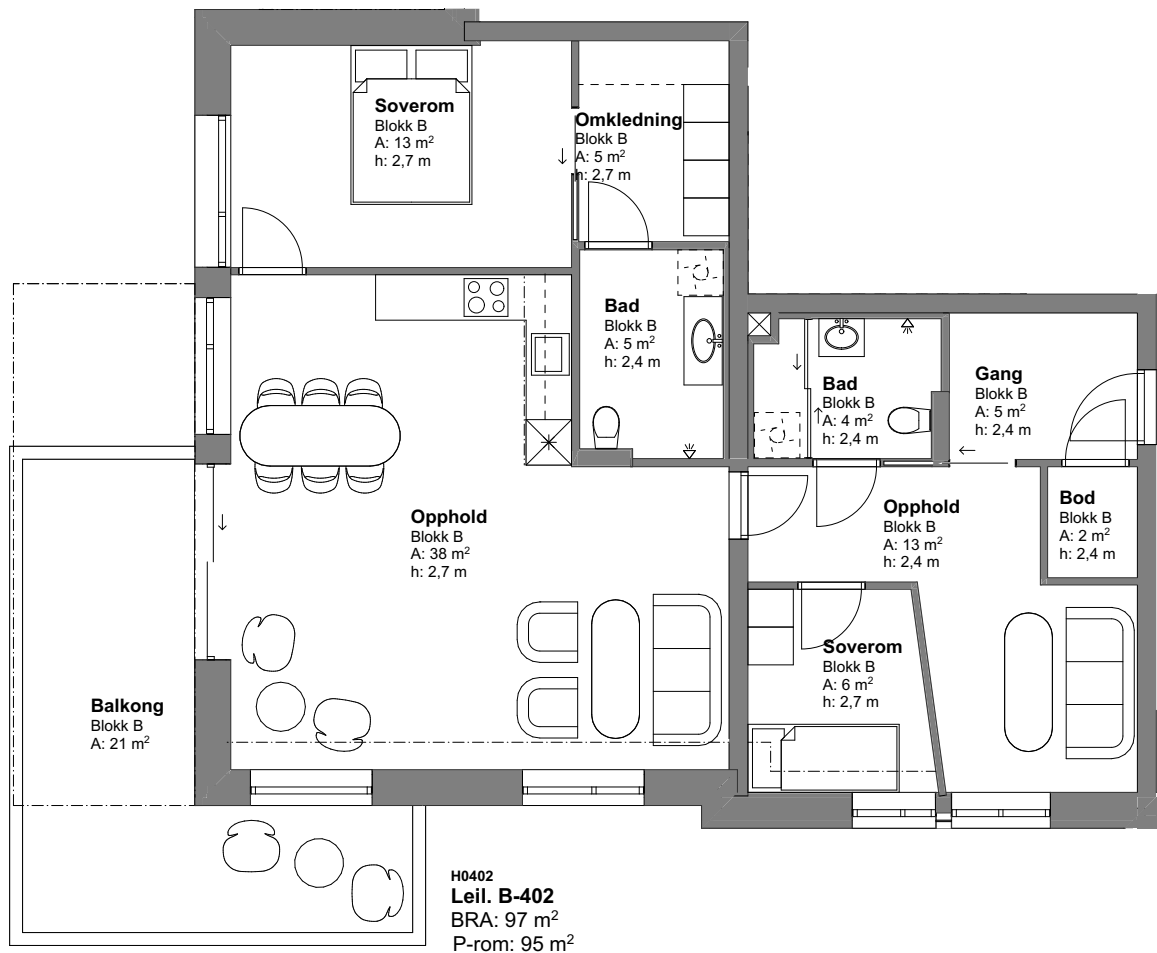 Soverom
Blokk B
A: 13 m²
h: 2,7 m
Omkledning
Blokk B
A: 5 m²
h: 2,7 m
Bad
Blokk B
A: 5 m²
h: 2,4 m
Bad
Blokk B
A: 4 m²
h: 2,4 m
Gang
Blokk B
A: 5 m²
h: 2,4 m
Opphold
Blokk B
A: 38 m²
h: 2,7 m
Opphold
Blokk B
A: 13 m²
h: 2,4 m
Bod
Blokk B
A: 2 m²
h: 2,4 m
Soverom
Blokk B
A: 6 m²
h: 2,7 m
Balkong
Blokk B
A: 21 m²
H0402
Leil. B-402
BRA: 97 m²
P-rom: 95 m²